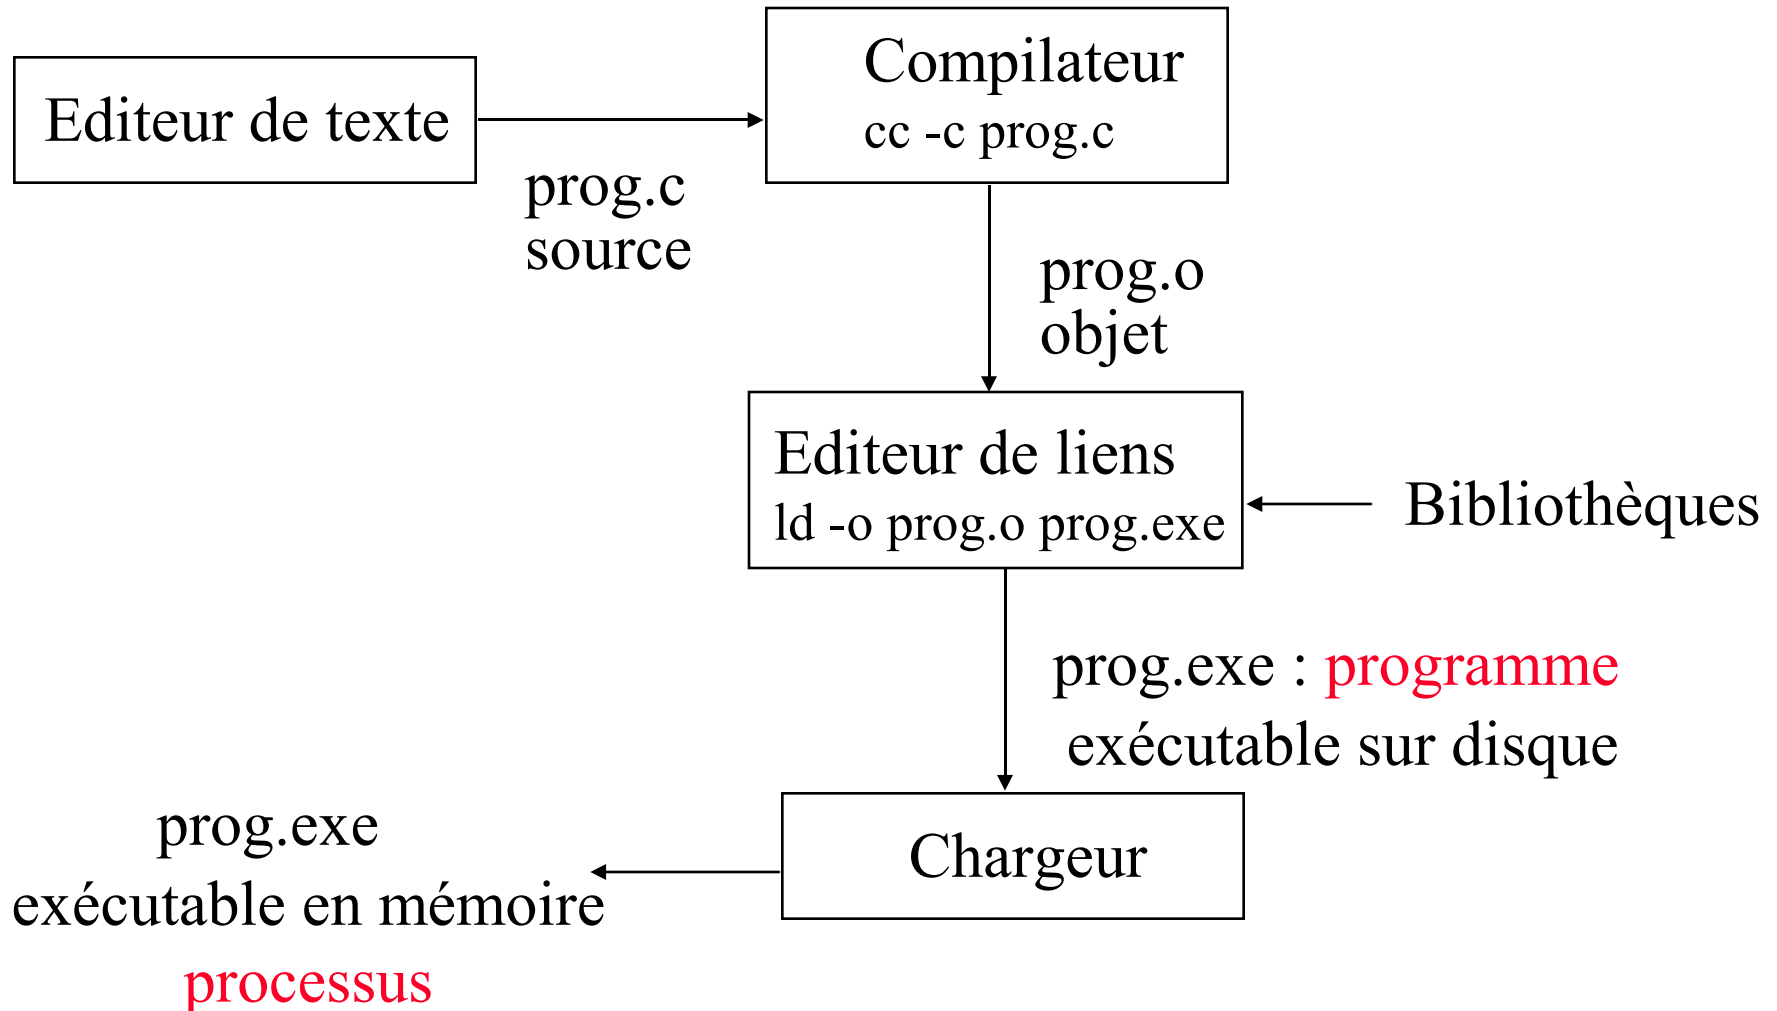 Editeur de texte
Compilateur
cc -c prog.c
prog.c
source
prog.o
objet
Editeur de liens
ld -o prog.o prog.exe
Bibliothèques
prog.exe : programme
exécutable sur disque
Chargeur
prog.exe
exécutable en mémoire
processus